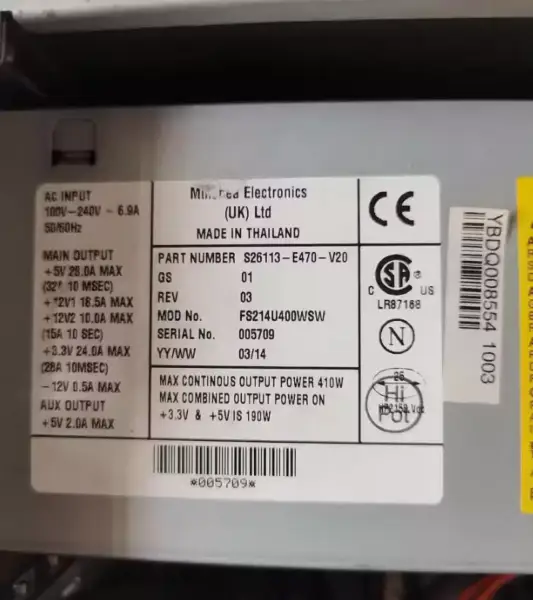 AC INPUT
100V-240V - 6.9A
50/60Hz
MAIN OUTPUT
+5V 28.0A MAX
10 MSEC)
+12V1 18.5A MAX
+12V2 10.0A MAX
(15A 10 SEC)
+3.3V 24.0A MAX
(28A 10MSEC)
-12V 0.5A MAX
AUX OUTPUT
+5V 2.0A MAX
Electronics
(UK) Ltd
MADE IN THAILAND
PART NUMBER S26113-E470-V20
GS 01
REV 03
MOD No. FS214U400WSW
SERIAL No. 005709
YY/WW 03/14
MAX CONTINOUS OUTPUT POWER 410W
MAX COMBINED OUTPUT POWER ON
+3.3V & +5V IS 190W
*005709*
CE
C SA ® US
LR87188
N
Hi
Pot
YBDQ008554 1003